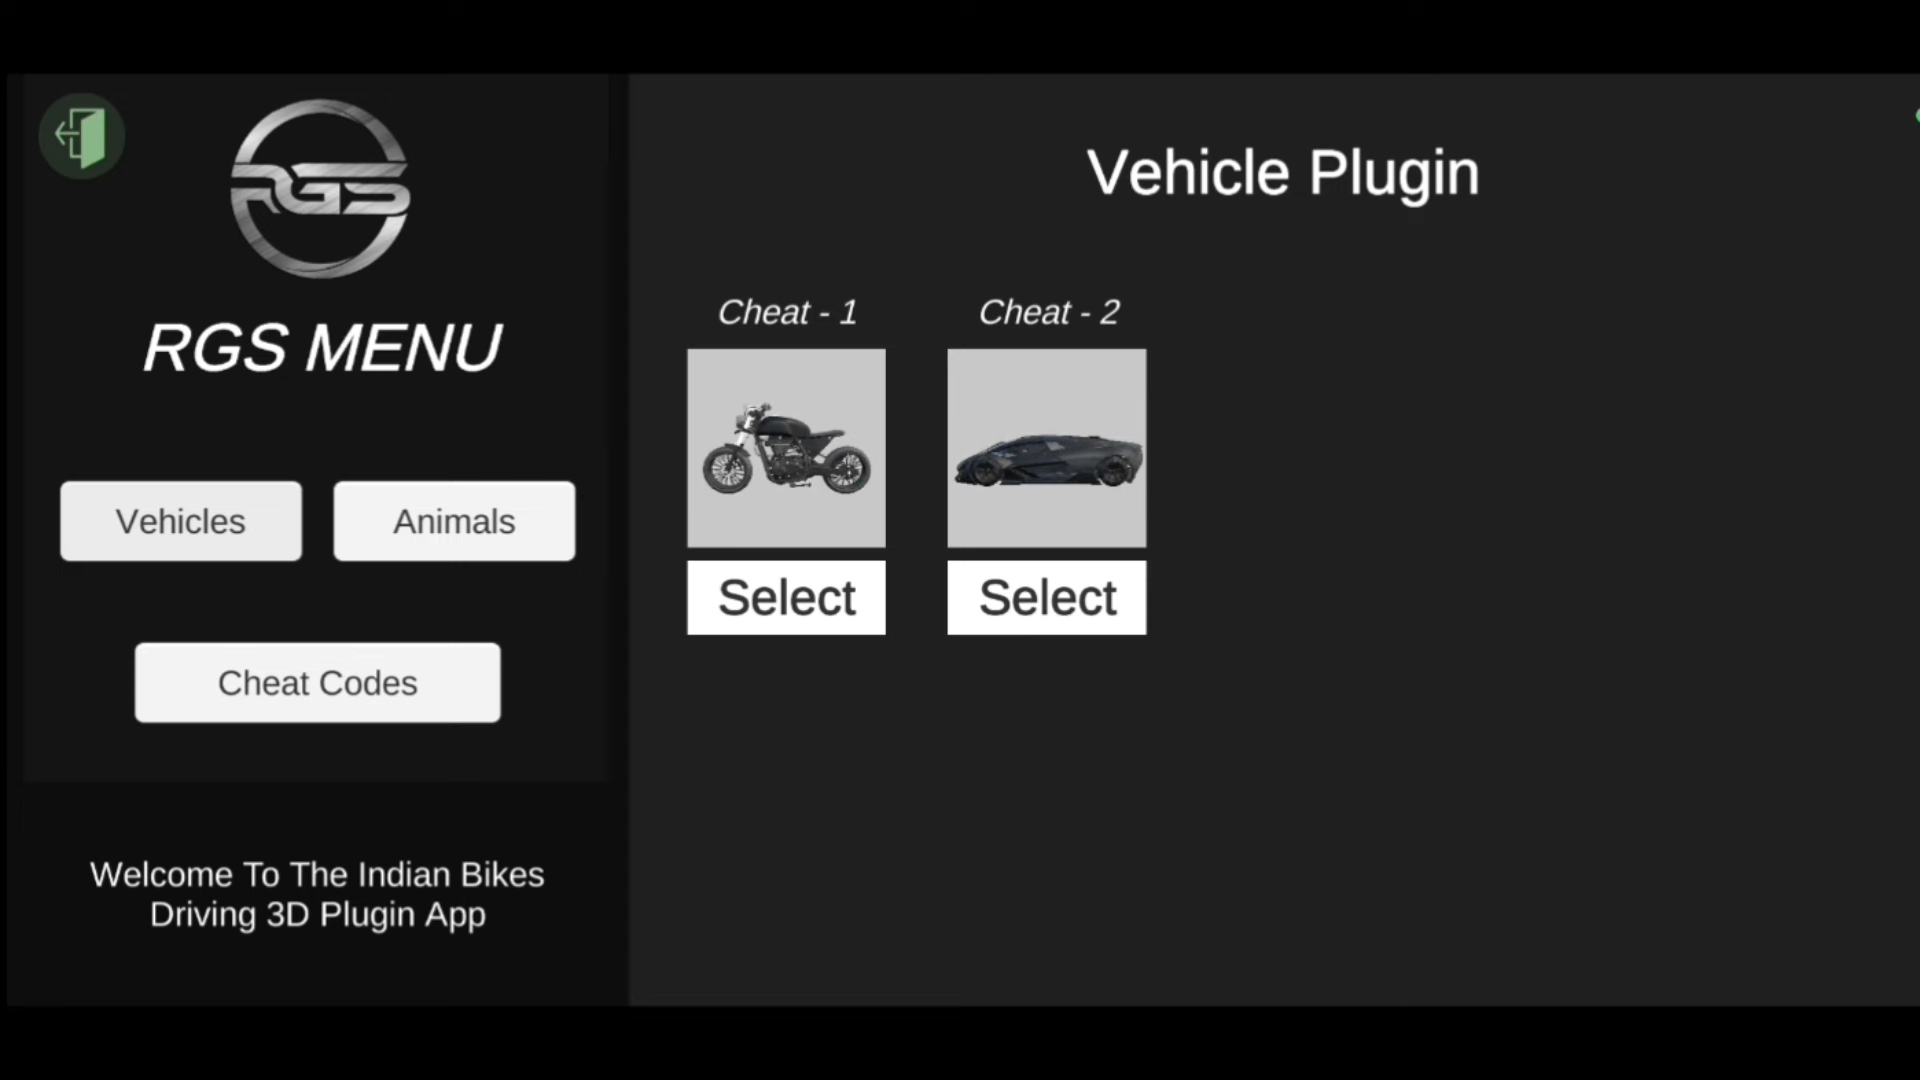 RGS
RGS MENU
Vehicles
Animals
Cheat Codes
Welcome To The Indian Bikes
Driving 3D Plugin App
Vehicle Plugin
Cheat - 1
Cheat - 2
Select
Select